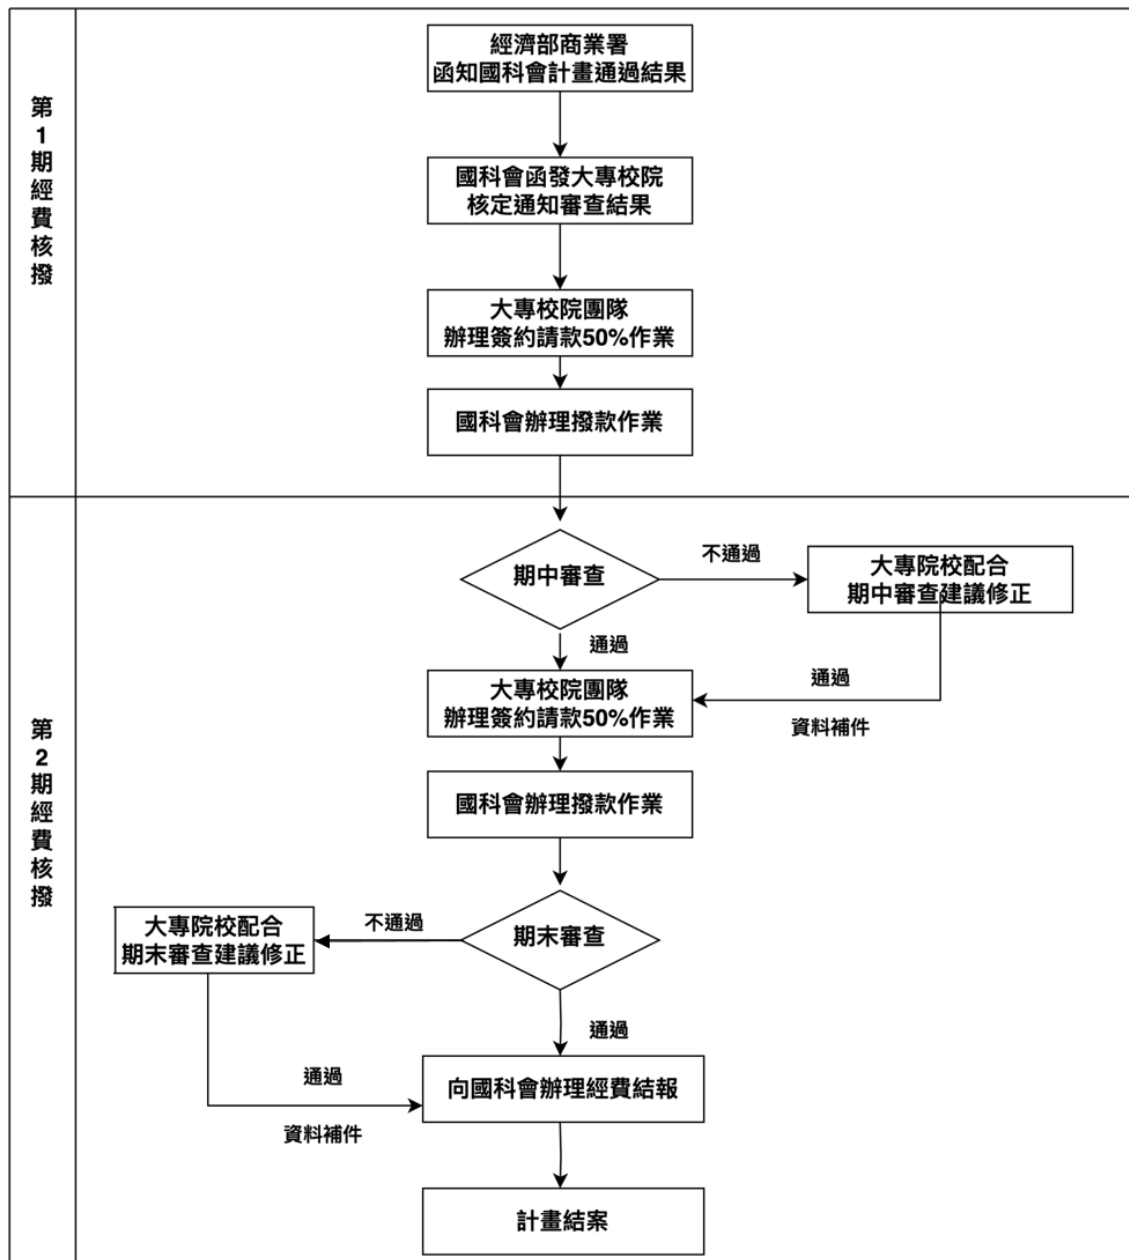 第1期經費核撥
經濟部商業署
函知國科會計畫通過結果
國科會函發大專校院
核定通知審查結果
大專校院團隊
辦理簽約請款50%作業
國科會辦理撥款作業
第2期經費核撥
期中審查
不通過
大專院校配合
期中審查建議修正
通過
通過
資料補件
大專校院團隊
辦理簽約請款50%作業
國科會辦理撥款作業
期末審查
不通過
大專院校配合
期末審查建議修正
通過
通過
資料補件
向國科會辦理經費結報
計畫結案